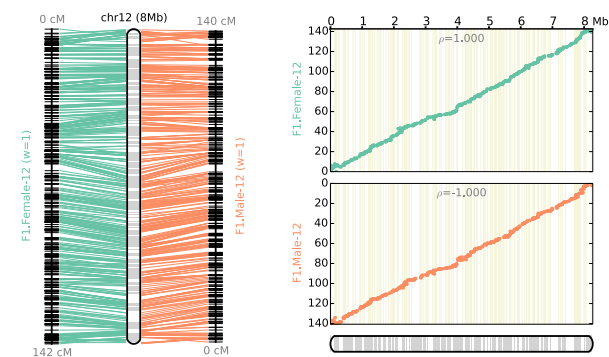 0 cM
chr12 (8Mb)
140 cM
F1.Female-12 (w=1)
F1.Male-12 (w=1)
142 cM
0 cM
0 1 2 3 4 5 6 7 8 Mb
ρ=1.000
F1.Female-12
140
120
100
80
60
40
20
0
ρ=-1.000
F1.Male-12
0
20
40
60
80
100
120
140